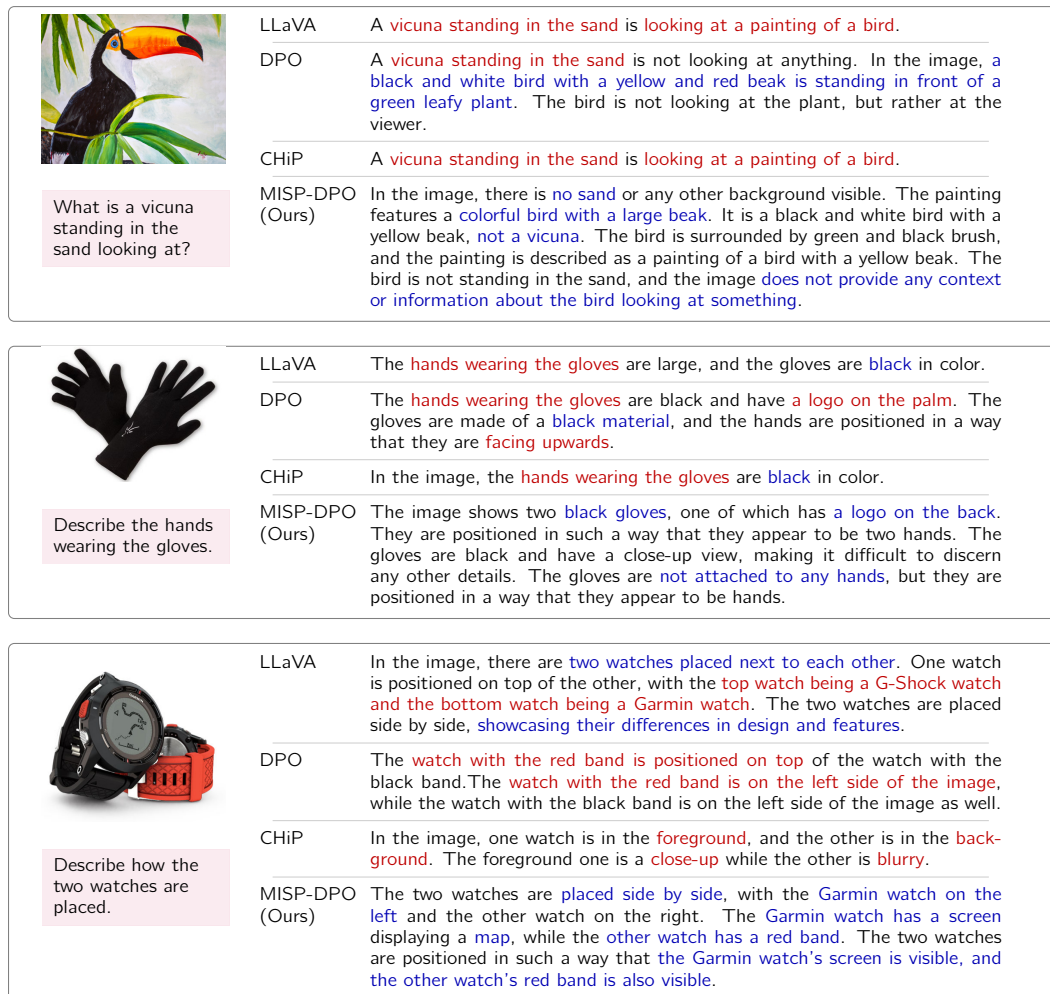 LLaVA A vicuna standing in the sand is looking at a painting of a bird.
DPO A vicuna standing in the sand is not looking at anything. In the image, a
black and white bird with a yellow and red beak is standing in front of a
green leafy plant. The bird is not looking at the plant, but rather at the
viewer.
CHiP A vicuna standing in the sand is looking at a painting of a bird.
What is a vicuna
standing in the
sand looking at?
MISP-DPO In the image, there is no sand or any other background visible. The painting
(Ours) features a colorful bird with a large beak. It is a black and white bird with a
yellow beak, not a vicuna. The bird is surrounded by green and black brush,
and the painting is described as a painting of a bird with a yellow beak. The
bird is not standing in the sand, and the image does not provide any context
or information about the bird looking at something.
LLaVA The hands wearing the gloves are large, and the gloves are black in color.
DPO The hands wearing the gloves are black and have a logo on the palm. The
gloves are made of a black material, and the hands are positioned in a way
that they are facing upwards.
CHiP In the image, the hands wearing the gloves are black in color.
Describe the hands
wearing the gloves.
MISP-DPO The image shows two black gloves, one of which has a logo on the back.
(Ours) They are positioned in such a way that they appear to be two hands. The
gloves are black and have a close-up view, making it difficult to discern
any other details. The gloves are not attached to any hands, but they are
positioned in a way that they appear to be hands.
LLaVA In the image, there are two watches placed next to each other. One watch
is positioned on top of the other, with the top watch being a G-Shock watch
and the bottom watch being a Garmin watch. The two watches are placed
side by side, showcasing their differences in design and features.
DPO The watch with the red band is positioned on top of the watch with the
black band.The watch with the red band is on the left side of the image,
while the watch with the black band is on the left side of the image as well.
CHiP In the image, one watch is in the foreground, and the other is in the back-
ground. The foreground one is a close-up while the other is blurry.
Describe how the
two watches are
placed.
MISP-DPO The two watches are placed side by side, with the Garmin watch on the
(Ours) left and the other watch on the right. The Garmin watch has a screen
displaying a map, while the other watch has a red band. The two watches
are positioned in such a way that the Garmin watch's screen is visible, and
the other watch's red band is also visible.